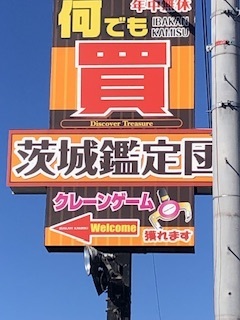 年中無休
何でも
IBAKAN
KAMISU
買
Discover Treasure
茨城鑑定団
クレーンゲーム
Welcome
獲れます